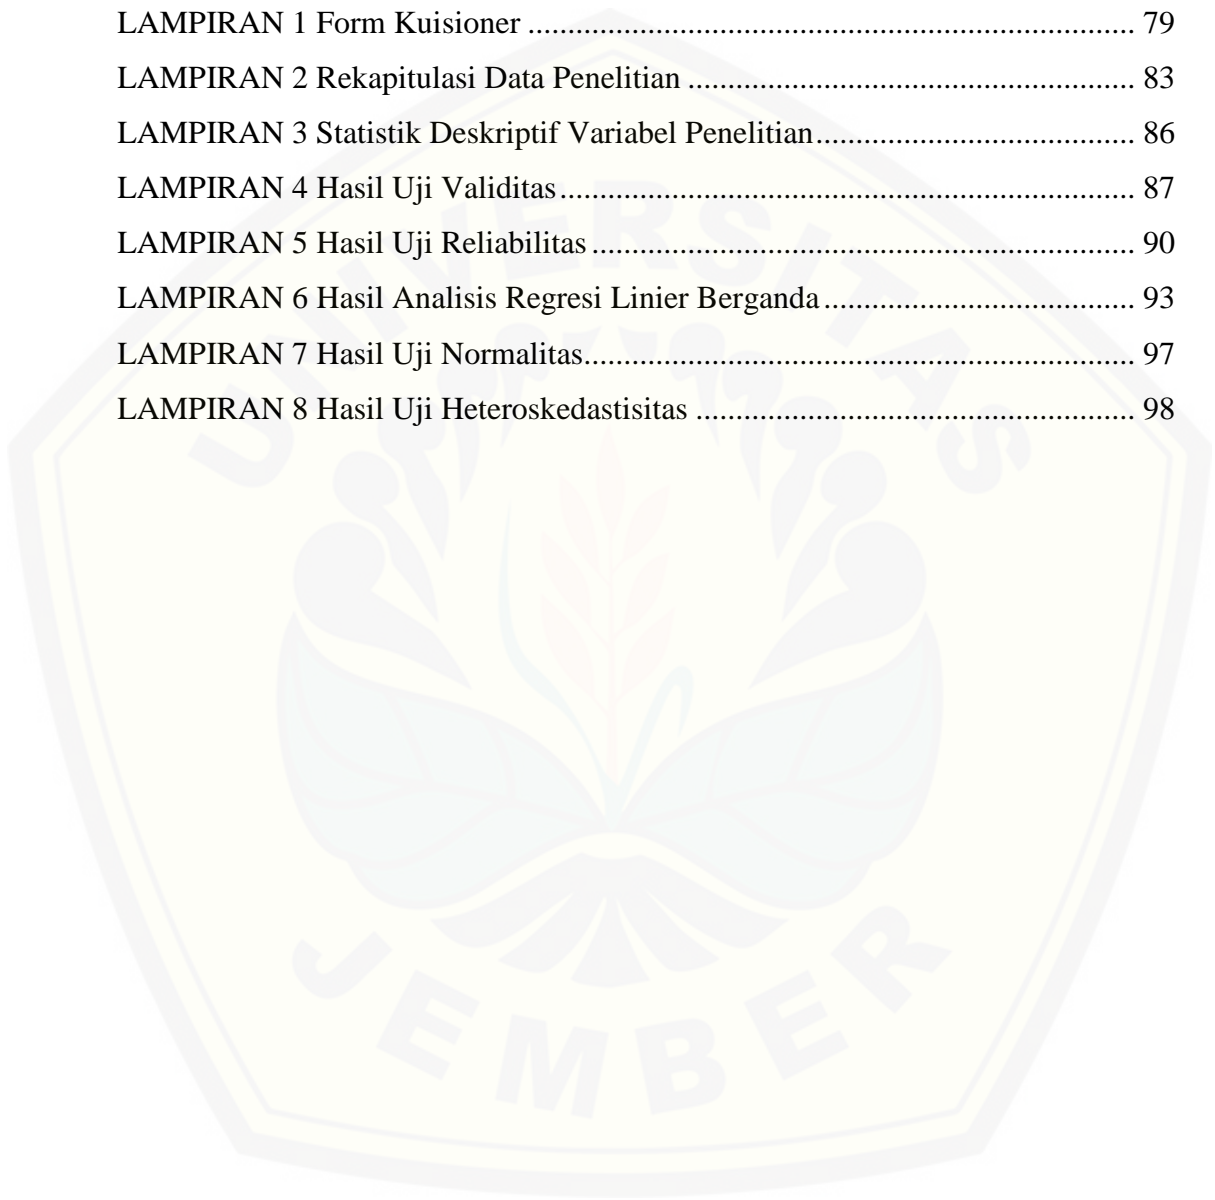 LAMPIRAN 1 Form Kuisioner ............................................................................. 79
LAMPIRAN 2 Rekapitulasi Data Penelitian ......................................................... 83
LAMPIRAN 3 Statistik Deskriptif Variabel Penelitian........................................ 86
LAMPIRAN 4 Hasil Uji Validitas ......................................................................... 87
LAMPIRAN 5 Hasil Uji Reliabilitas ..................................................................... 90
LAMPIRAN 6 Hasil Analisis Regresi Linier Berganda ....................................... 93
LAMPIRAN 7 Hasil Uji Normalitas...................................................................... 97
LAMPIRAN 8 Hasil Uji Heteroskedastisitas ........................................................ 98
UNIVERSITAS
JEMBER